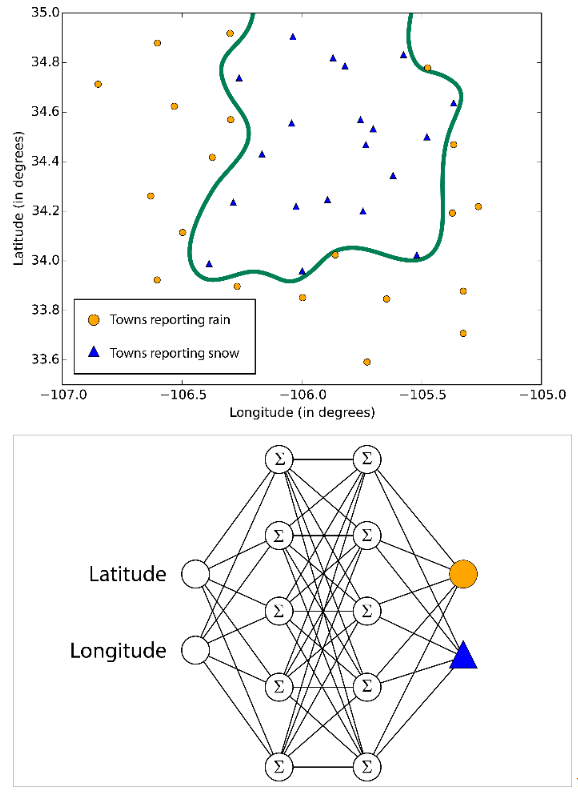 35.0
34.8
34.6
34.4
34.2
34.0
33.8
33.6
Latitude (in degrees)
Towns reporting rain
Towns reporting snow
−107.0 −106.5 −106.0 −105.5 −105.0
Longitude (in degrees)
Σ Σ
Σ Σ
Latitude
Σ Σ
Longitude
Σ Σ
Σ Σ